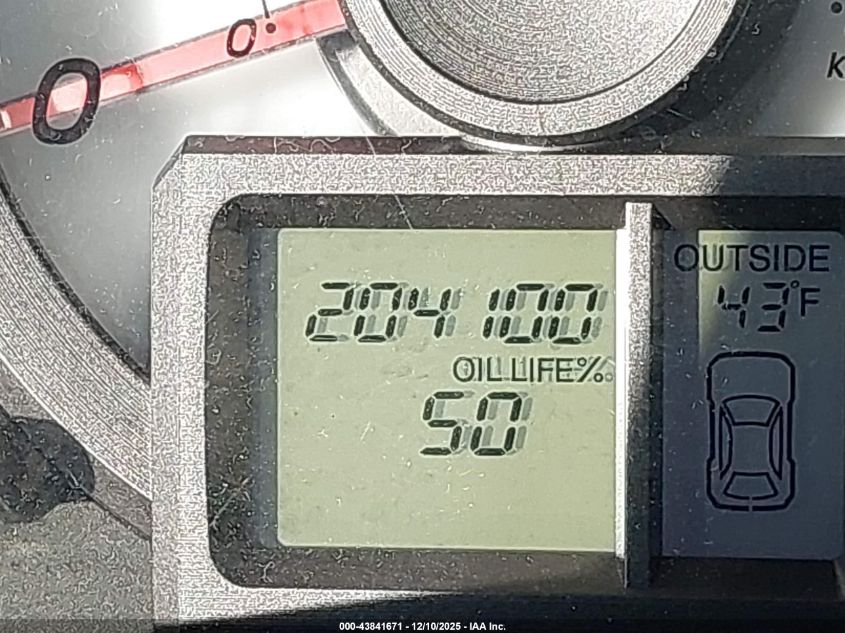 0
0
k
OUTSIDE
204100
43°F
OIL LIFE%
50
000-43841671 - 12/10/2025 - IAA Inc.